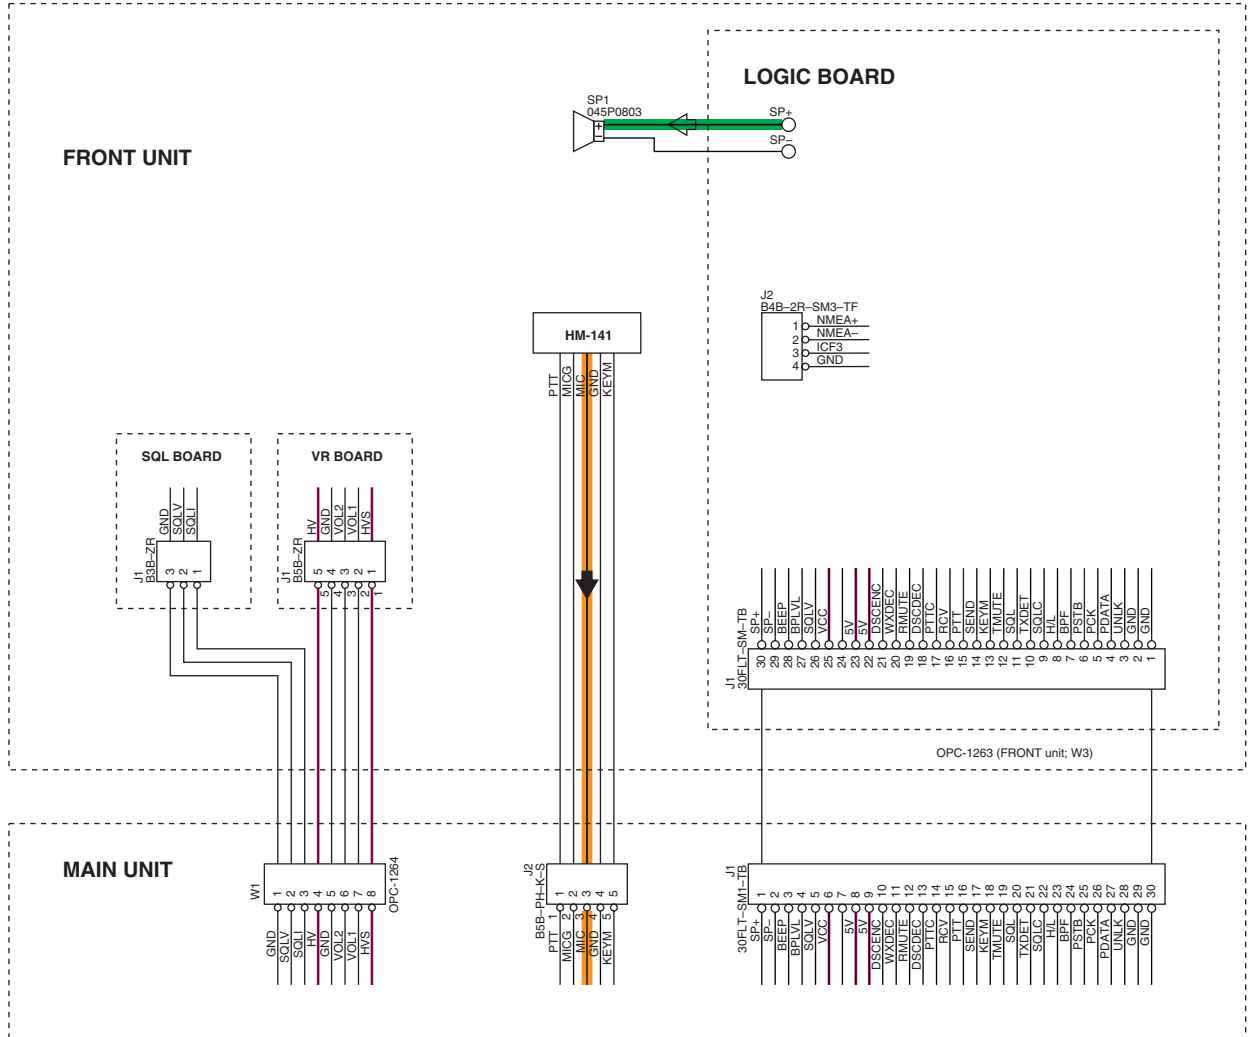 LOGIC BOARD
SP1
045P0803
SP+
+
–
SP–
FRONT UNIT
J2
B4B–2R–SM3–TF
1 NMEA+
2 NMEA–
3 ICF3
4 GND
HM-141
PTT
MICG
MIC
GND
KEYM
SQL BOARD
VR BOARD
GND
SQLV
SQLI
J1
B3B–ZR
3 2 1
HV
GND
VOL2
VOL1
HVS
J1
B5B–ZR
5 4 3 2 1
5 4 3 2 1
SP+
SP–
BEEP
BPLVL
SQLV
VCC
5V
5V
DSCENC
WXDEC
RMUTE
DSCDEC
PTTC
RCV
PTT
SEND
KEYM
TMUTE
SQL
TXDET
SQLC
H/L
BPF
PSTB
PCK
PDATA
UNLK
GND
GND
J1
30FLT–SM–TB
30 29 28 27 26 25 24 23 22 21 20 19 18 17 16 15 14 13 12 11 10 9 8 7 6 5 4 3 2 1
OPC-1263 (FRONT unit; W3)
MAIN UNIT
W1
1 2 3 4 5 6 7 8
OPC–1264
GND
SQLV
SQLI
HV
GND
VOL2
VOL1
HVS
J2
B5B–PH–K–S
1 2 3 4 5
PTT 1
MICG 2
MIC 3
GND 4
KEYM 5
J1
30FLT–SM1–TB
1 2 3 4 5 6 7 8 9 10 11 12 13 14 15 16 17 18 19 20 21 22 23 24 25 26 27 28 29 30
SP+
SP–
BEEP
BPLVL
SQLV
VCC
5V
5V
DSCENC
WXDEC
RMUTE
DSCDEC
PTTC
RCV
PTT
SEND
KEYM
TMUTE
SQL
TXDET
SQLC
H/L
BPF
PSTB
PCK
PDATA
UNLK
GND
GND